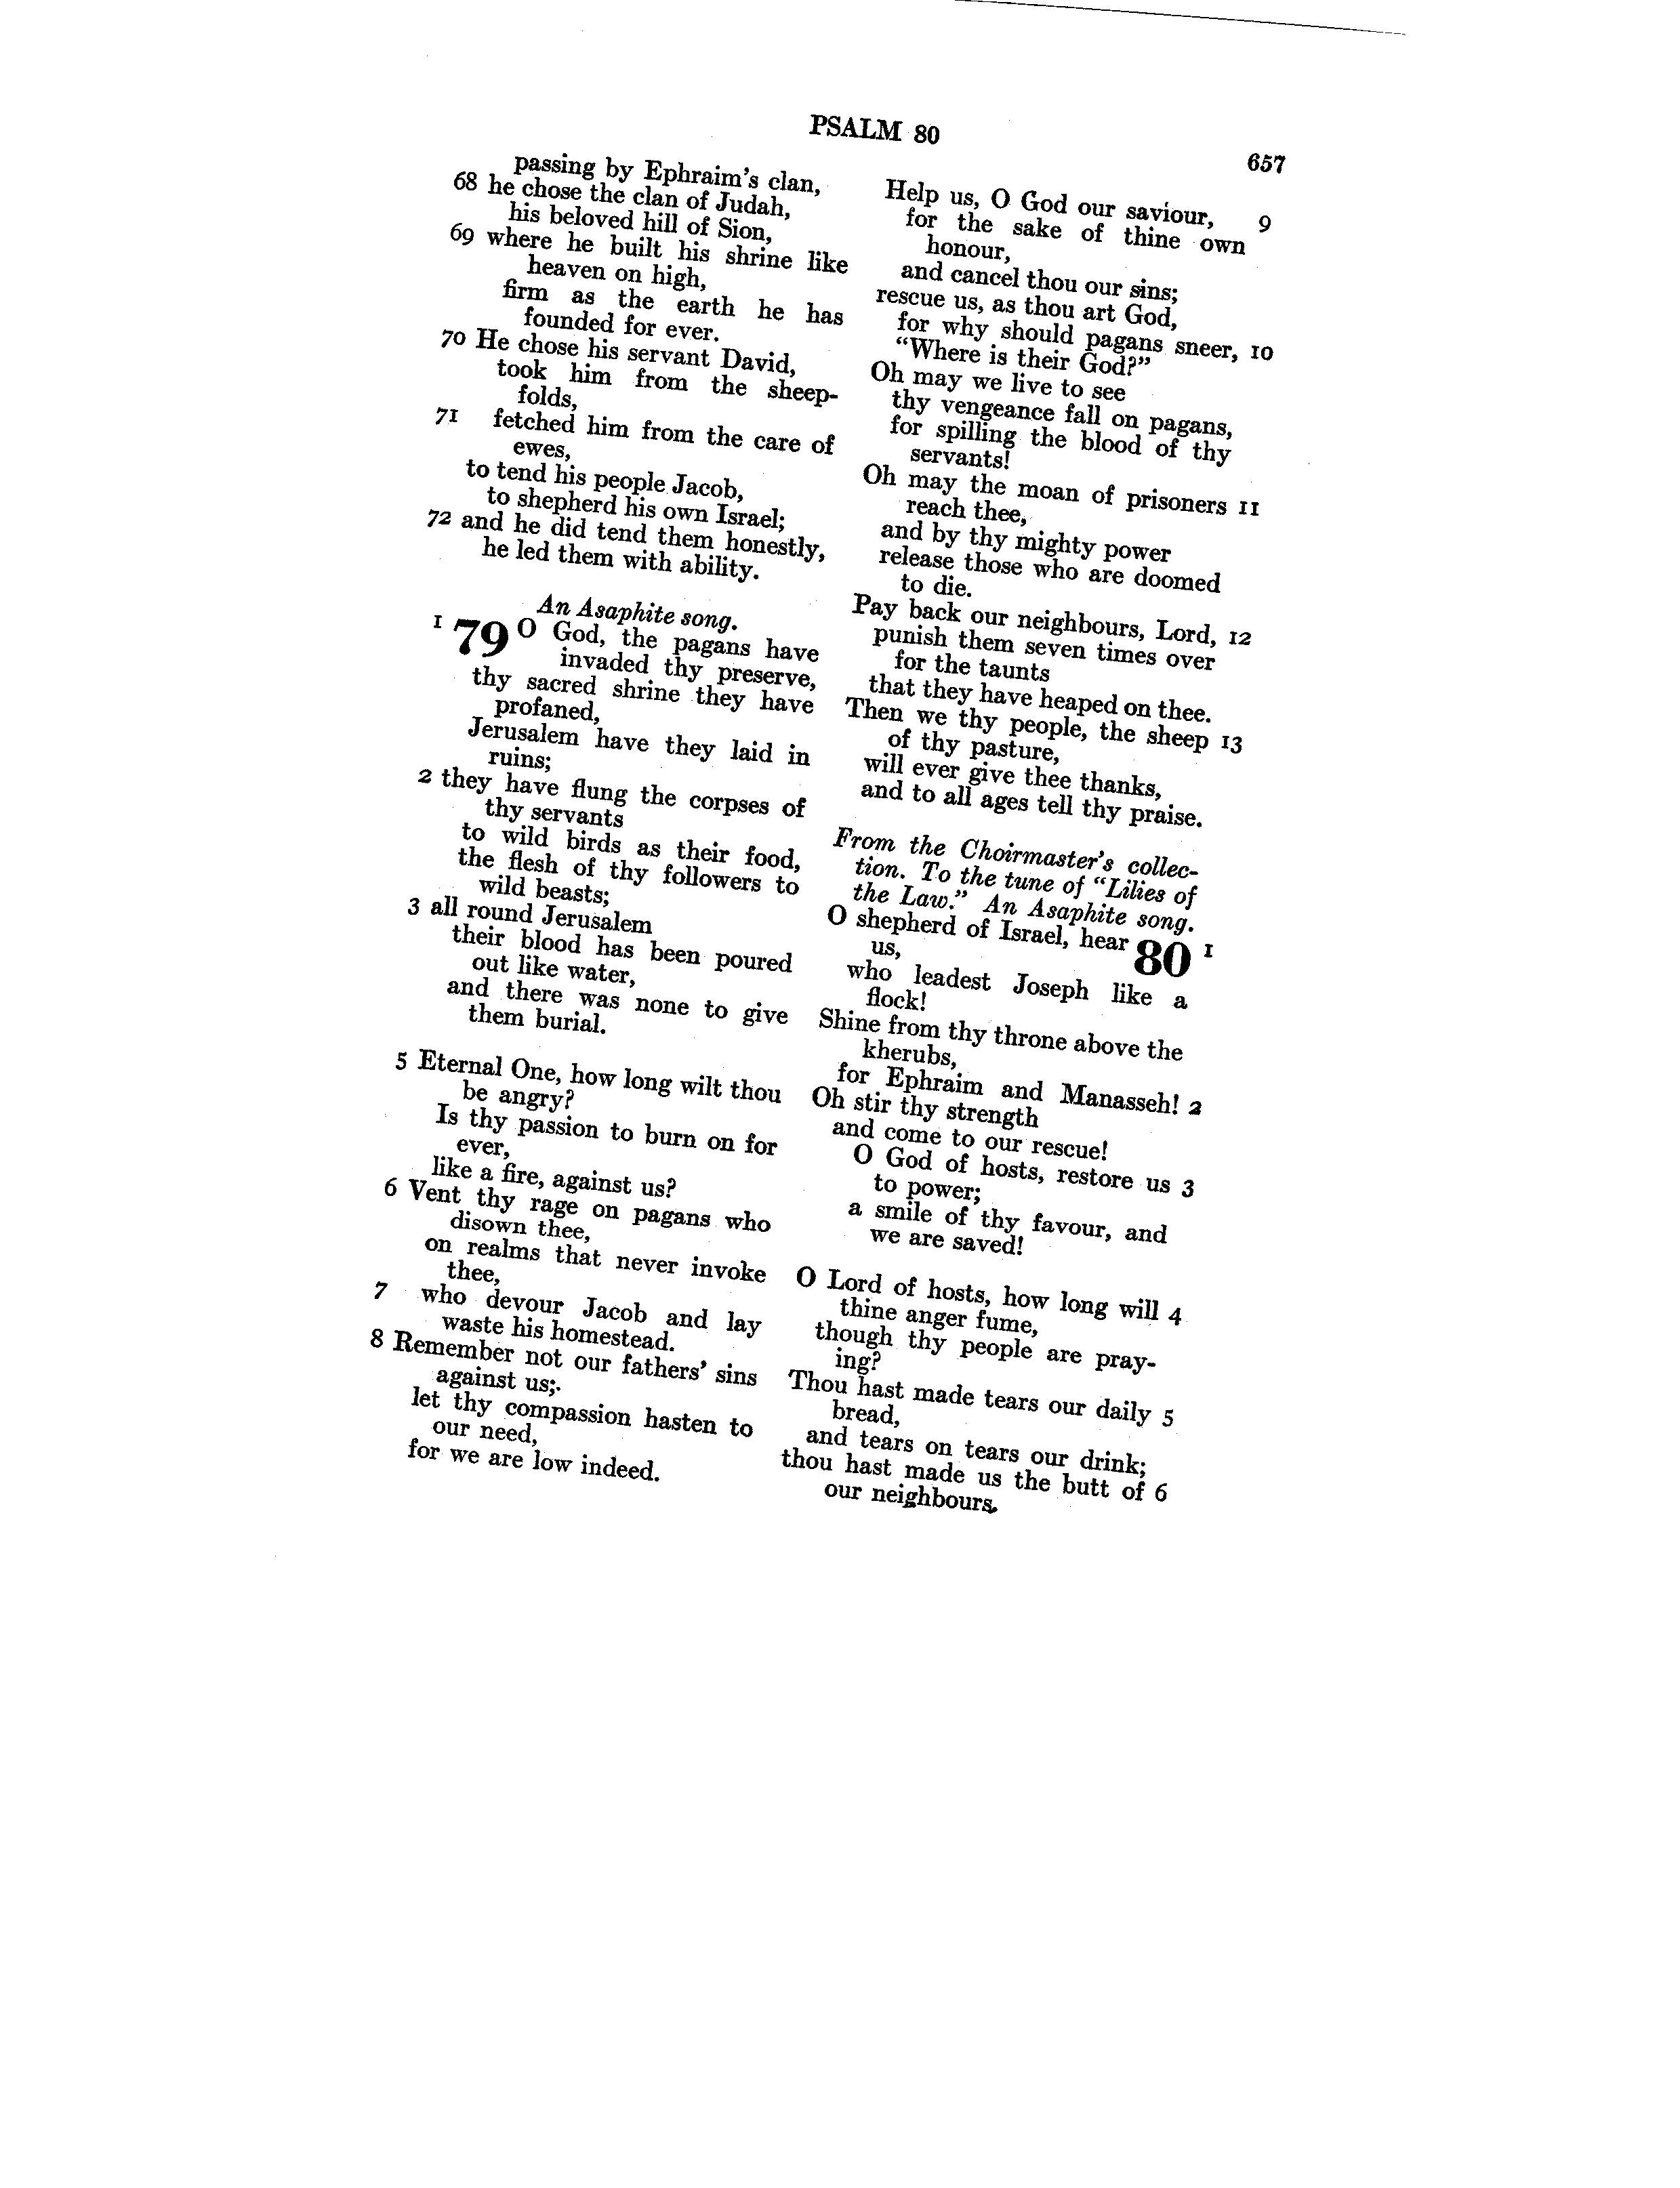 PSALM 80
657
passing by Ephraim's clan,
68 he chose the clan of Judah,
his beloved hill of Sion,
69 where he built his shrine like
heaven on high,
firm as the earth he has
founded for ever.
70 He chose his servant David,
took him from the sheep-
folds,
71 fetched him from the care of
ewes,
to tend his people Jacob,
to shepherd his own Israel;
72 and he did tend them honestly,
he led them with ability.
An Asaphite song.
1 79 O God, the pagans have
invaded thy preserve,
thy sacred shrine they have
profaned,
Jerusalem have they laid in
ruins;
2 they have flung the corpses of
thy servants
to wild birds as their food,
the flesh of thy followers to
wild beasts;
3 all round Jerusalem
their blood has been poured
out like water,
and there was none to give
them burial.
5 Eternal One, how long wilt thou
be angry?
Is thy passion to burn on for
ever,
like a fire, against us?
6 Vent thy rage on pagans who
disown thee,
on realms that never invoke
thee,
7 who devour Jacob and lay
waste his homestead.
8 Remember not our fathers' sins
against us;
let thy compassion hasten to
our need,
for we are low indeed.
Help us, O God our saviour, 9
for the sake of thine own
honour,
and cancel thou our sins;
rescue us, as thou art God,
for why should pagans sneer, 10
"Where is their God?"
Oh may we live to see
thy vengeance fall on pagans,
for spilling the blood of thy
servants!
Oh may the moan of prisoners 11
reach thee,
and by thy mighty power
release those who are doomed
to die.
Pay back our neighbours, Lord, 12
punish them seven times over
for the taunts
that they have heaped on thee.
Then we thy people, the sheep 13
of thy pasture,
will ever give thee thanks,
and to all ages tell thy praise.
From the Choirmaster's collec-
tion. To the tune of "Lilies of
the Law." An Asaphite song.
O shepherd of Israel, hear 80 1
us,
who leadest Joseph like a
flock!
Shine from thy throne above the
kherubs,
for Ephraim and Manasseh! 2
Oh stir thy strength
and come to our rescue!
O God of hosts, restore us 3
to power;
a smile of thy favour, and
we are saved!
O Lord of hosts, how long will 4
thine anger fume,
though thy people are pray-
ing?
Thou hast made tears our daily 5
bread,
and tears on tears our drink;
thou hast made us the butt of 6
our neighbours,